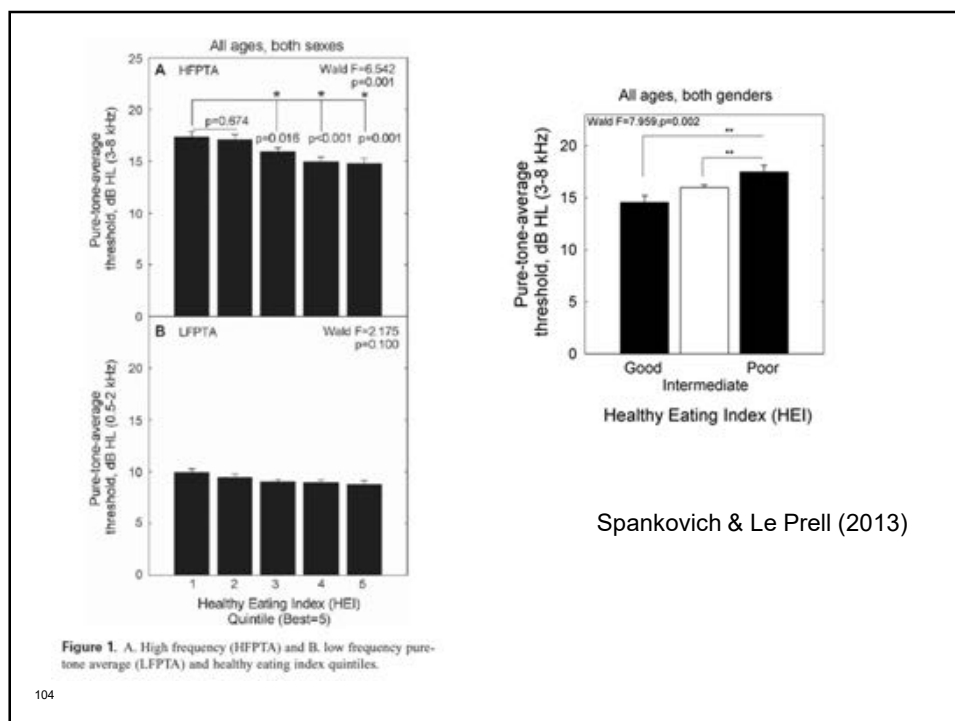 All ages, both sexes
25
A HFPTA
Wald F=6.542
p=0.001
* * *
20
p=0.674
p=0.016 p<0.001 p=0.001
15
10
5
0
Pure-tone-average
threshold, dB HL (3-8 kHz)
B LFPTA
Wald F=2.175
p=0.100
20
15
10
5
0
Pure-tone-average
threshold, dB HL (0.5-2 kHz)
1 2 3 4 5
Healthy Eating Index (HEI)
Quintile (Best=5)
Figure 1. A. High frequency (HFPTA) and B. low frequency pure-
tone average (LFPTA) and healthy eating index quintiles.
All ages, both genders
Wald F=7.959,p=0.002
**
**
20
15
10
5
0
Pure-tone-average
threshold, dB HL (3-8 kHz)
Good Poor
Intermediate
Healthy Eating Index (HEI)
Spankovich & Le Prell (2013)
104